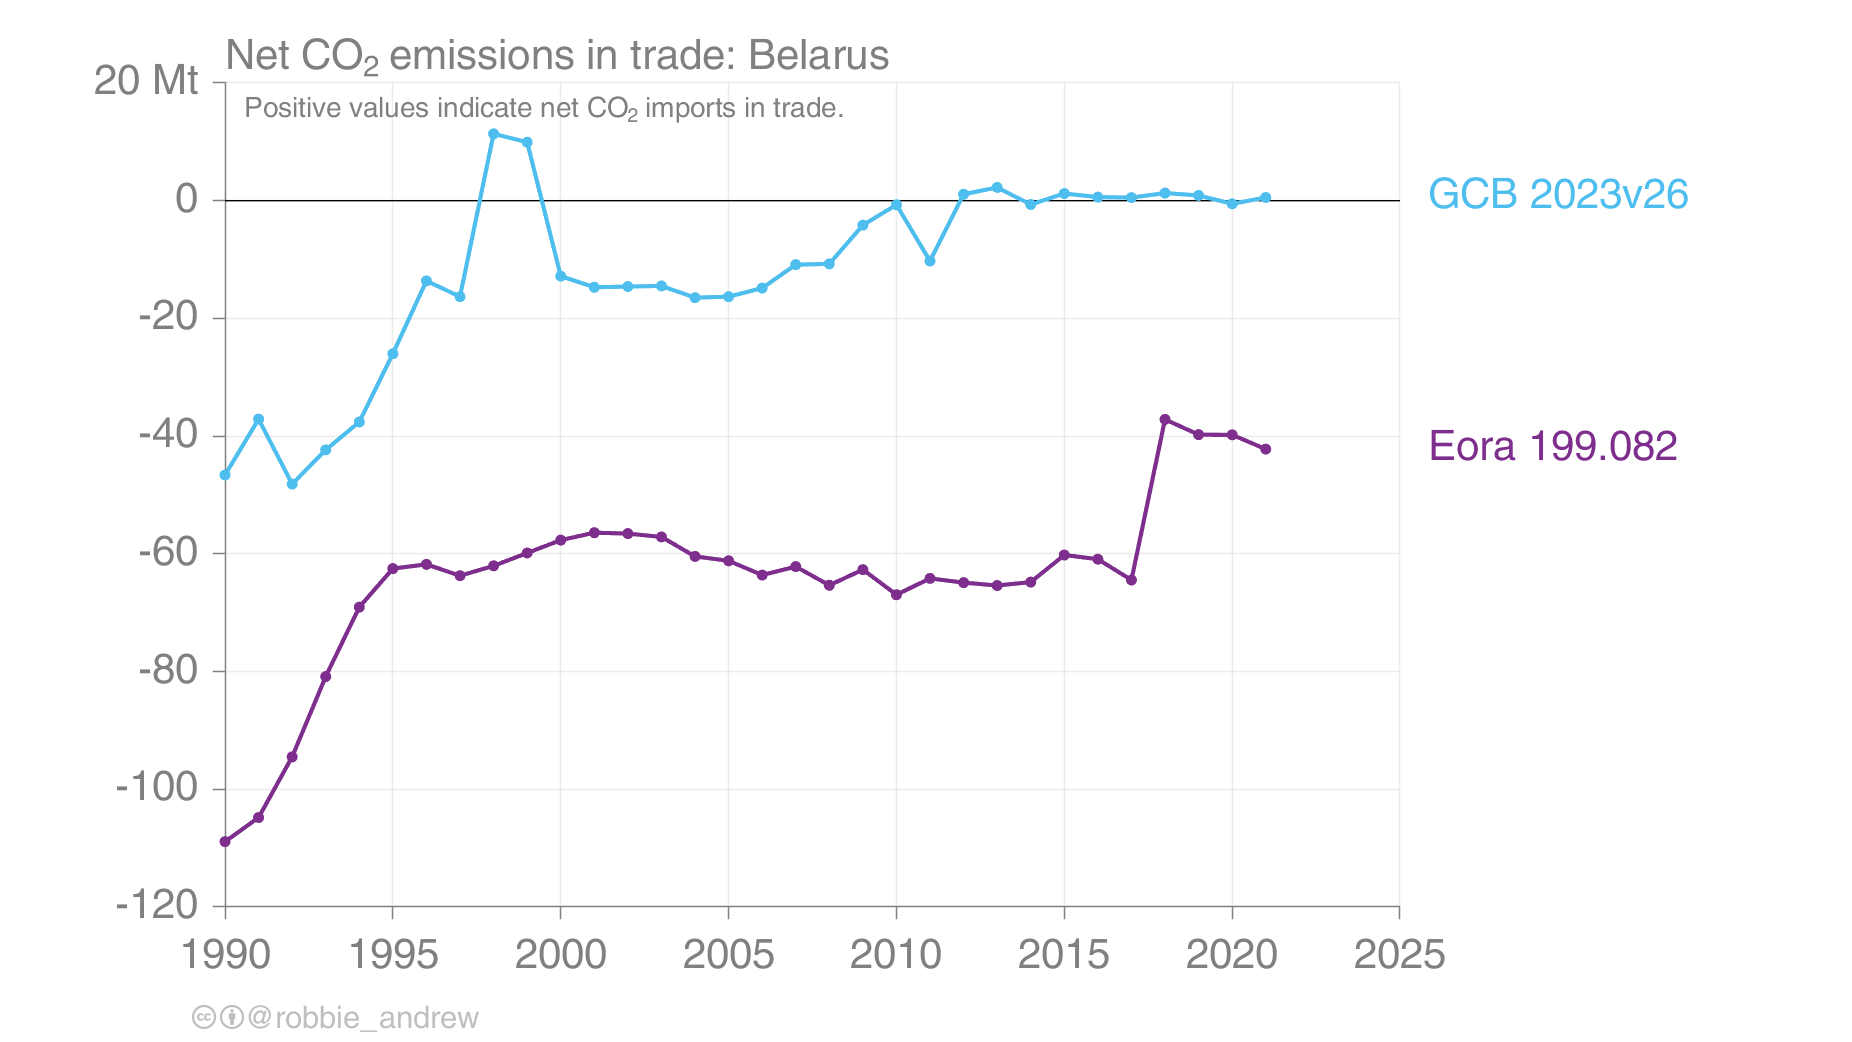 Net CO₂ emissions in trade: Belarus
20 Mt
Positive values indicate net CO₂ imports in trade.
0
GCB 2023v26
-20
-40
Eora 199.082
-60
-80
-100
-120
1990 1995 2000 2005 2010 2015 2020 2025
@robbie_andrew